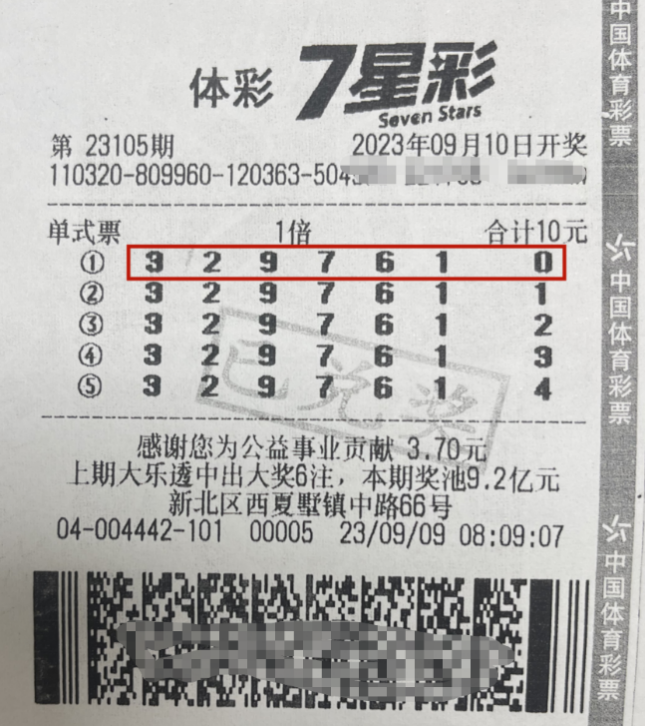 体彩 7星彩
Seven Stars
第 23105期 2023年09月10日开奖
110320-809960-120363-504
单式票 1倍 合计10元
① 3 2 9 7 6 1 0
② 3 2 9 7 6 1 1
③ 3 2 9 7 6 1 2
④ 3 2 9 7 6 1 3
⑤ 3 2 9 7 6 1 4
已兑奖
感谢您为公益事业贡献 3.70元
上期大乐透中出大奖6注，本期奖池9.2亿元
新北区西夏墅镇中路66号
04-004442-101 00005 23/09/09 08:09:07
中国体育彩票
中国体育彩票
中国体育彩票